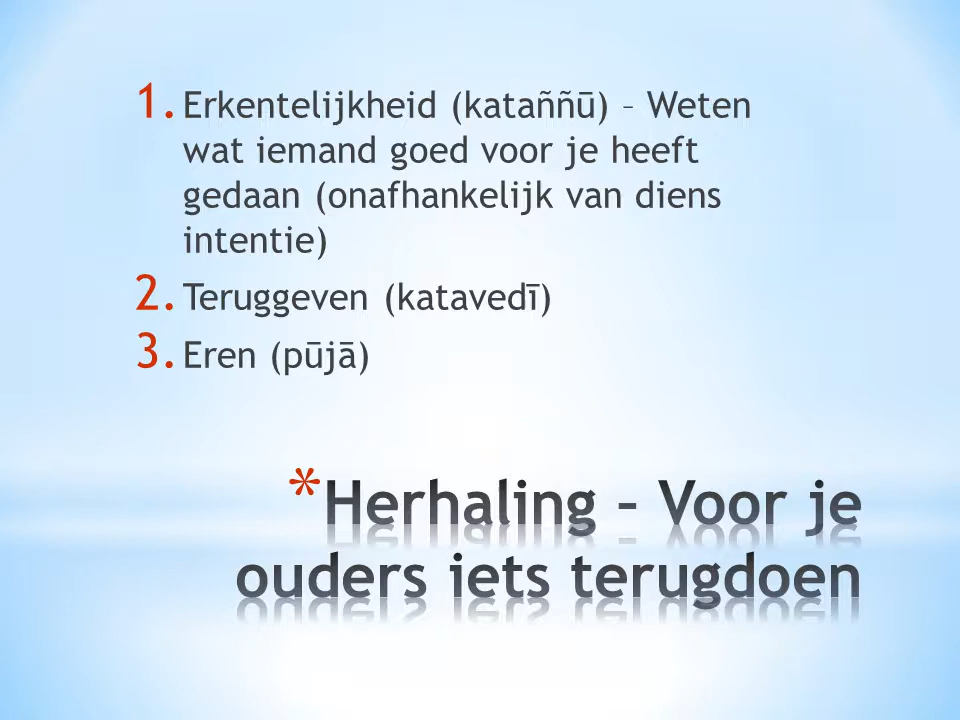 1. Erkentelijkheid (kataññū) – Weten
wat iemand goed voor je heeft
gedaan (onafhankelijk van diens
intentie)
2. Teruggeven (katavedī)
3. Eren (pūjā)
*Herhaling – Voor je
ouders iets terugdoen